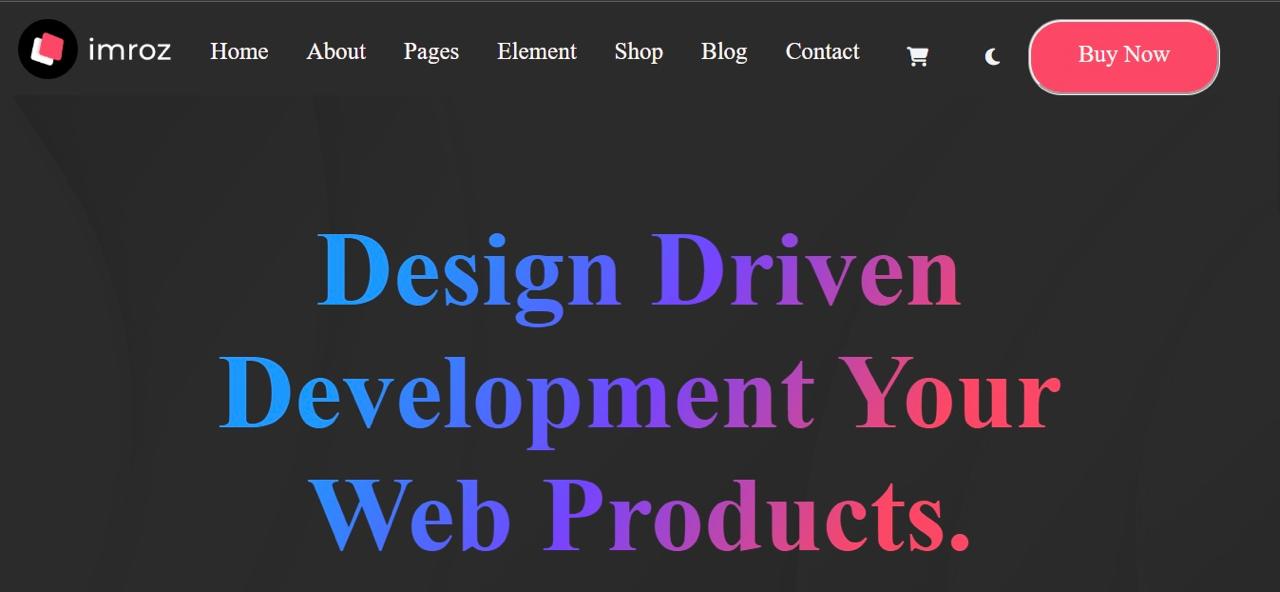 imroz Home About Pages Element Shop Blog Contact Buy Now
Design Driven
Development Your
Web Products.